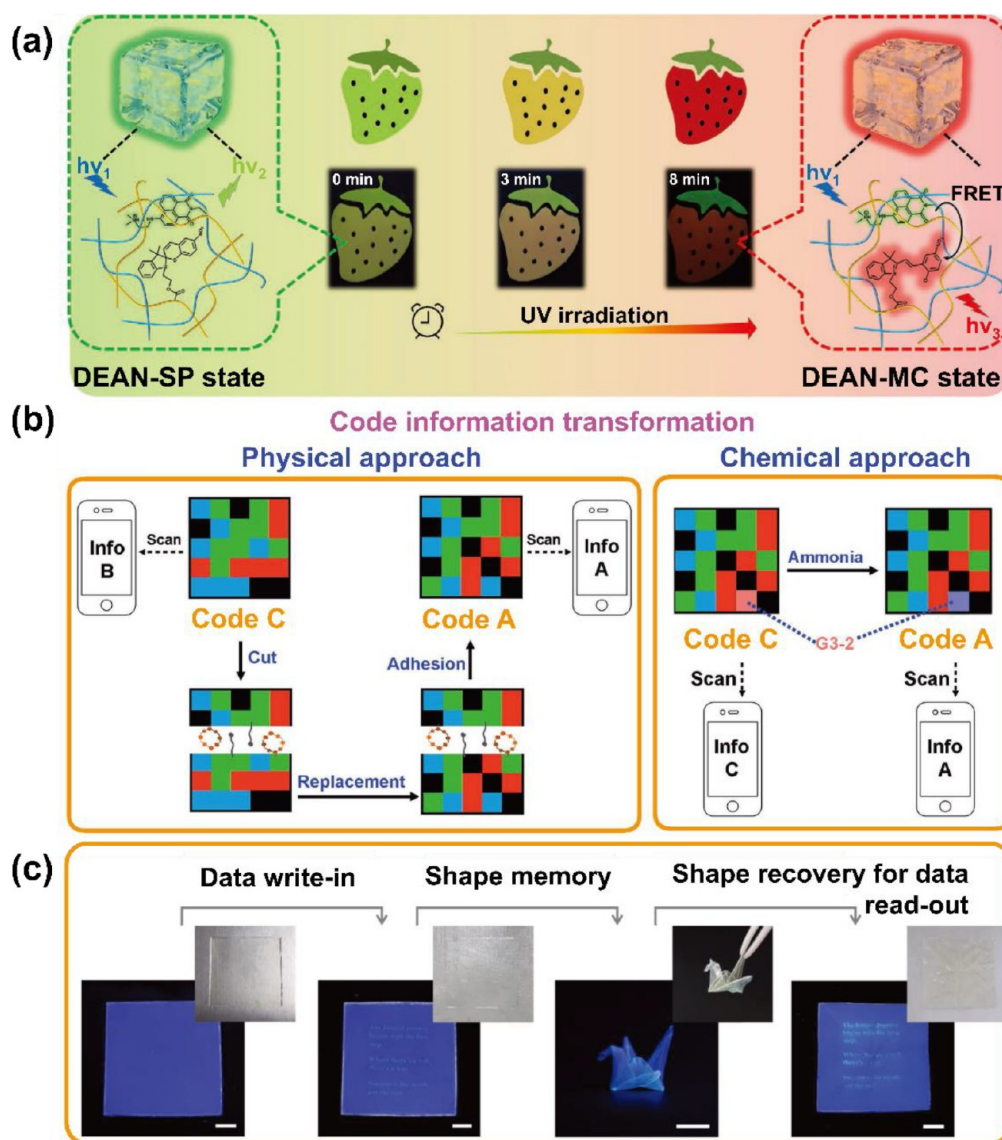 (a)
hv1
hv2
0 min
3 min
8 min
hv1
FRET
hv3
UV irradiation
DEAN-SP state
DEAN-MC state
(b)
Code information transformation
Physical approach
Chemical approach
Info
B
Scan
Code C
Code A
Scan
Info
A
Cut
Adhesion
Replacement
Ammonia
Code C
Code A
G3-2
Scan
Scan
Info
C
Info
A
(c)
Data write-in
Shape memory
Shape recovery for data
read-out